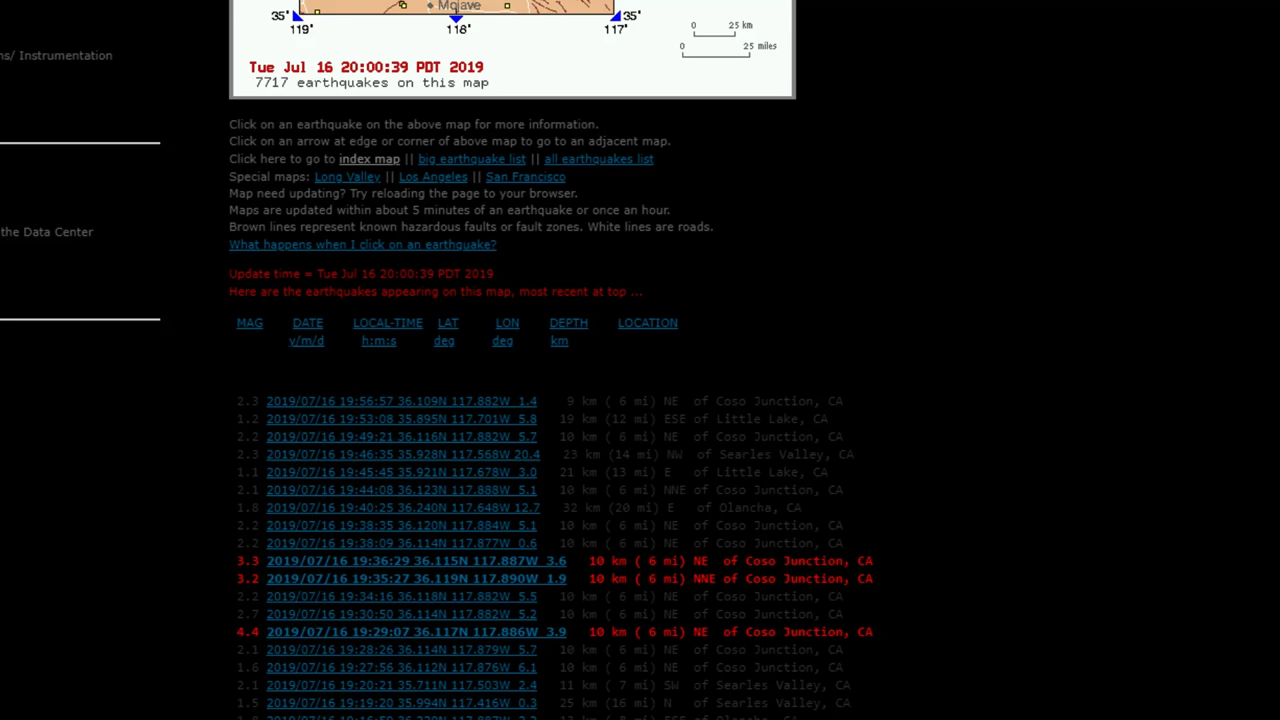 Mojave
35° 35°
119° 118° 117°
0 25 km
0 25 miles
Tue Jul 16 20:00:39 PDT 2019
7717 earthquakes on this map
ns/ Instrumentation
Click on an earthquake on the above map for more information.
Click on an arrow at edge or corner of above map to go to an adjacent map.
Click here to go to index map || big earthquake list || all earthquakes list
Special maps: Long Valley || Los Angeles || San Francisco
Map need updating? Try reloading the page to your browser.
Maps are updated within about 5 minutes of an earthquake or once an hour.
Brown lines represent known hazardous faults or fault zones. White lines are roads.
the Data Center
What happens when I click on an earthquake?
Update time = Tue Jul 16 20:00:39 PDT 2019
Here are the earthquakes appearing on this map, most recent at top ...
MAG DATE LOCAL-TIME LAT LON DEPTH LOCATION
y/m/d h:m:s deg deg km
2.3 2019/07/16 19:56:57 36.109N 117.882W 1.4 9 km ( 6 mi) NE of Coso Junction, CA
1.2 2019/07/16 19:53:08 35.895N 117.701W 5.8 19 km (12 mi) ESE of Little Lake, CA
2.2 2019/07/16 19:49:21 36.116N 117.882W 5.7 10 km ( 6 mi) NE of Coso Junction, CA
2.3 2019/07/16 19:46:35 35.928N 117.568W 20.4 23 km (14 mi) NW of Searles Valley, CA
1.1 2019/07/16 19:45:45 35.921N 117.678W 3.0 21 km (13 mi) E of Little Lake, CA
2.1 2019/07/16 19:44:08 36.123N 117.888W 5.1 10 km ( 6 mi) NNE of Coso Junction, CA
1.8 2019/07/16 19:40:25 36.240N 117.648W 12.7 32 km (20 mi) E of Olancha, CA
2.2 2019/07/16 19:38:35 36.120N 117.884W 5.1 10 km ( 6 mi) NE of Coso Junction, CA
2.2 2019/07/16 19:38:09 36.114N 117.877W 0.6 10 km ( 6 mi) NE of Coso Junction, CA
3.3 2019/07/16 19:36:29 36.115N 117.887W 3.6 10 km ( 6 mi) NE of Coso Junction, CA
3.2 2019/07/16 19:35:27 36.119N 117.890W 1.9 10 km ( 6 mi) NNE of Coso Junction, CA
2.2 2019/07/16 19:34:16 36.118N 117.882W 5.5 10 km ( 6 mi) NE of Coso Junction, CA
2.7 2019/07/16 19:30:50 36.114N 117.882W 5.2 10 km ( 6 mi) NE of Coso Junction, CA
4.4 2019/07/16 19:29:07 36.117N 117.886W 3.9 10 km ( 6 mi) NE of Coso Junction, CA
2.1 2019/07/16 19:28:26 36.114N 117.879W 5.7 10 km ( 6 mi) NE of Coso Junction, CA
1.6 2019/07/16 19:27:56 36.112N 117.876W 6.1 10 km ( 6 mi) NE of Coso Junction, CA
2.1 2019/07/16 19:20:21 35.711N 117.503W 2.4 11 km ( 7 mi) SW of Searles Valley, CA
1.5 2019/07/16 19:19:20 35.994N 117.416W 0.3 25 km (16 mi) N of Searles Valley, CA